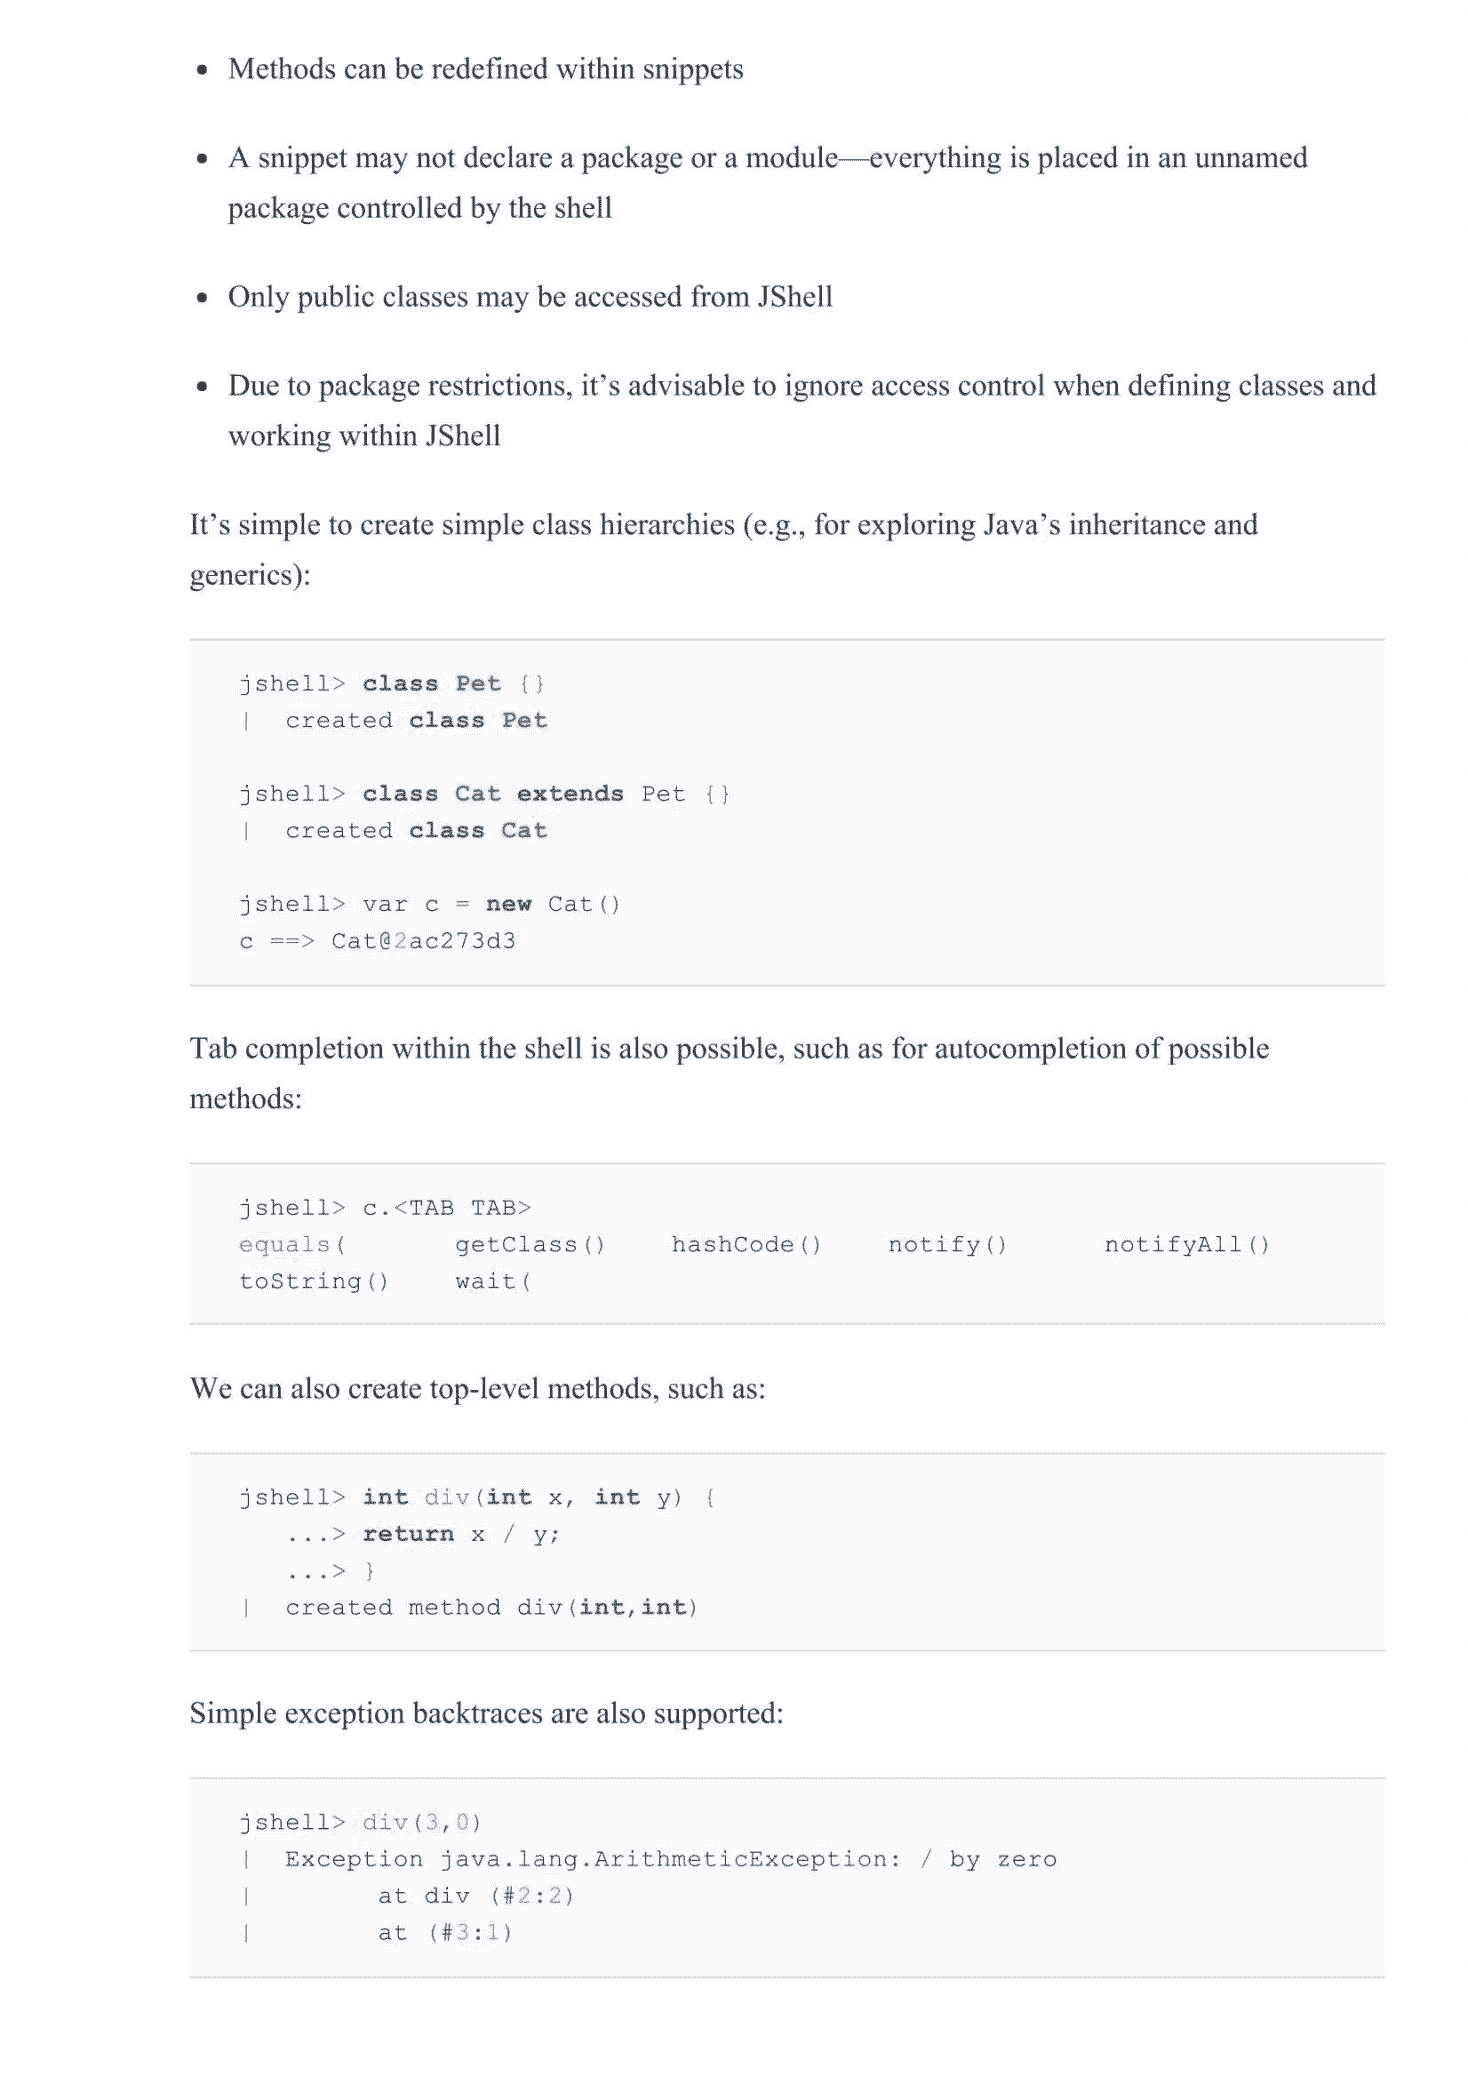 • Methods can be redefined within snippets
• A snippet may not declare a package or a module—everything is placed in an unnamed
package controlled by the shell
• Only public classes may be accessed from JShell
• Due to package restrictions, it’s advisable to ignore access control when defining classes and
working within JShell
It’s simple to create simple class hierarchies (e.g., for exploring Java’s inheritance and
generics):
jshell> class Pet {}
|  created class Pet
jshell> class Cat extends Pet {}
|  created class Cat
jshell> var c = new Cat()
c ==> Cat@2ac273d3
Tab completion within the shell is also possible, such as for autocompletion of possible
methods:
jshell> c.<TAB TAB>
equals(       getClass()    hashCode()    notify()      notifyAll()
toString()    wait(
We can also create top-level methods, such as:
jshell> int div(int x, int y) {
   ...> return x / y;
   ...> }
|  created method div(int,int)
Simple exception backtraces are also supported:
jshell> div(3,0)
|  Exception java.lang.ArithmeticException: / by zero
|        at div (#2:2)
|        at (#3:1)